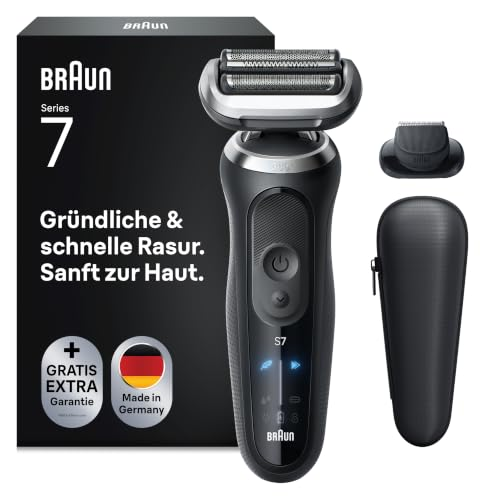 BRAUN
Series
7
Gründliche &
schnelle Rasur.
Sanft zur Haut.
+
GRATIS
EXTRA
Garantie
Made in
Germany
S7
BRAUN
BRAUN